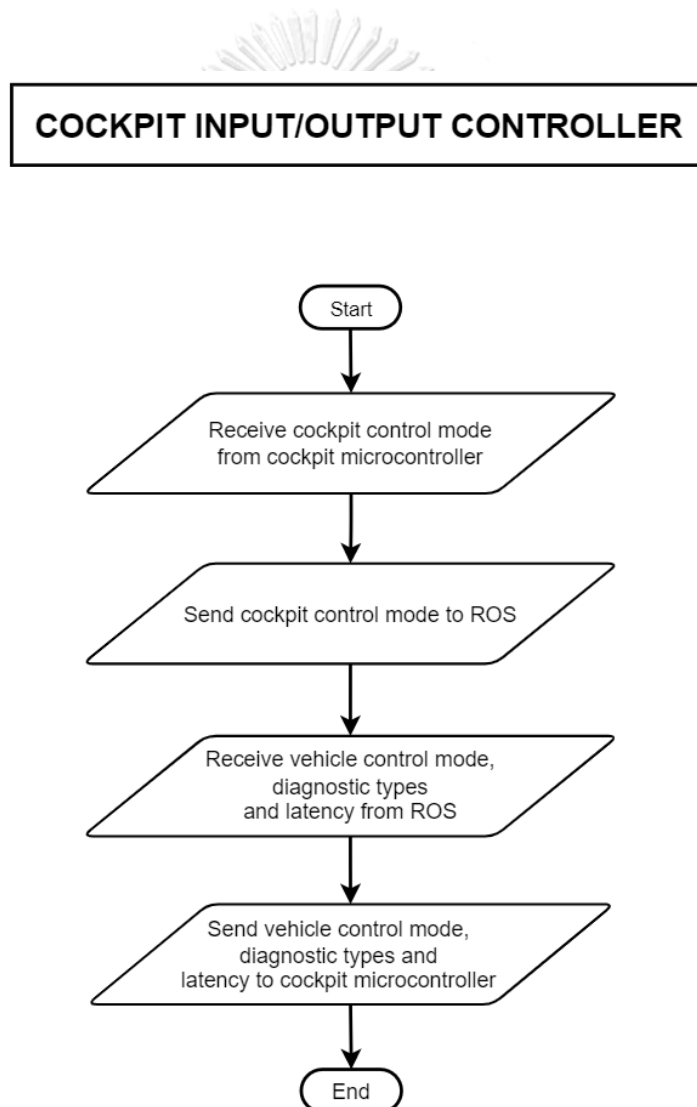 COCKPIT INPUT/OUTPUT CONTROLLER
Start
Receive cockpit control mode
from cockpit microcontroller
Send cockpit control mode to ROS
Receive vehicle control mode,
diagnostic types
and latency from ROS
Send vehicle control mode,
diagnostic types and
latency to cockpit microcontroller
End